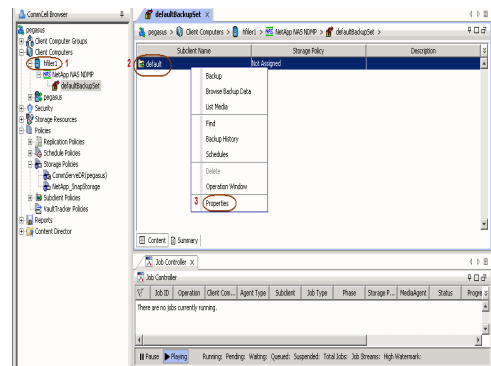 CommCell Browser
pegasus
Client Computer Groups
Client Computers
hfiler1 1
NetApp NAS NDMP
defaultBackupSet
pegasus
Security
Storage Resources
Policies
Replication Policies
Schedule Policies
Storage Policies
CommServeDR(pegasus)
NetApp_SnapStorage
Subclient Policies
VaultTracker Policies
Reports
Content Director
defaultBackupSet x
pegasus > Client Computers > hfiler1 > NetApp NAS NDMP > defaultBackupSet >
Subclient Name Storage Policy Description
2 default Not Assigned
Backup
Browse Backup Data
List Media
Find
Backup History
Schedules
Delete
Operation Window
3 Properties
Content Summary
Job Controller x
Job Controller
Job ID Operation Client Com... Agent Type Subclient Job Type Phase Storage P... MediaAgent Status Progre
There are no jobs currently running.
Pause Playing Running: Pending: Waiting: Queued: Suspended: Total Jobs: Job Streams: High Watermark: